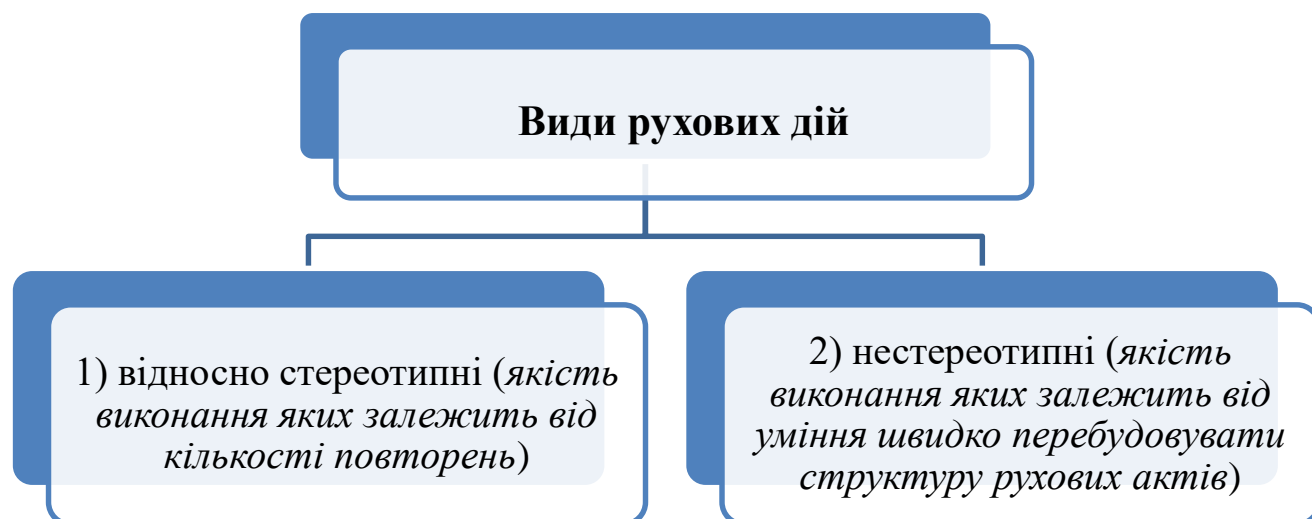 Види рухових дій
1) відносно стереотипні (якість
виконання яких залежить від
кількості повторень)
2) нестереотипні (якість
виконання яких залежить від
уміння швидко перебудовувати
структуру рухових актів)